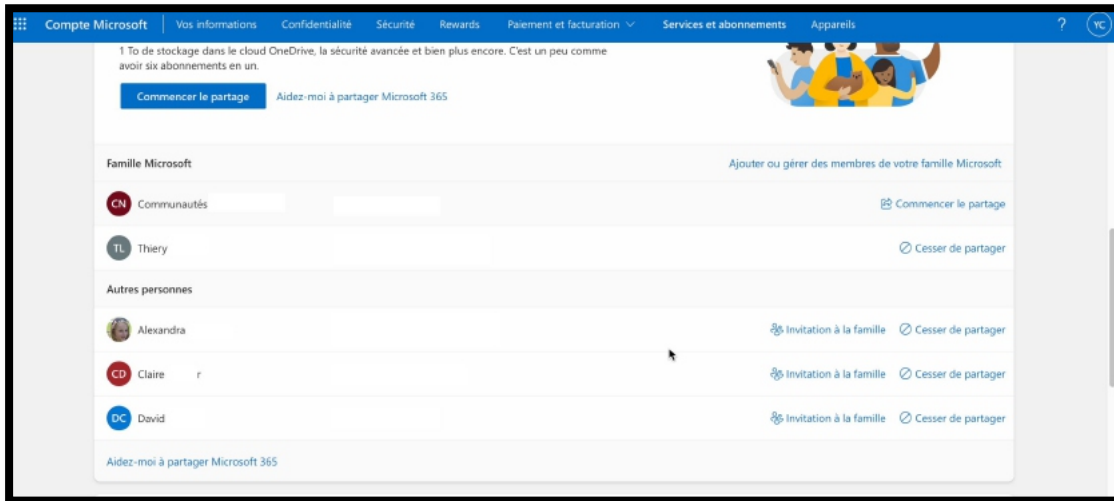 Compte Microsoft Vos informations Confidentialité Sécurité Rewards Paiement et facturation Services et abonnements Appareils ? YC
1 To de stockage dans le cloud OneDrive, la sécurité avancée et bien plus encore. C'est un peu comme
avoir six abonnements en un.
Commencer le partage Aidez-moi à partager Microsoft 365
Famille Microsoft Ajouter ou gérer des membres de votre famille Microsoft
CN Communautés Commencer le partage
TL Thiery Cesser de partager
Autres personnes
Alexandra Invitation à la famille Cesser de partager
CD Claire r Invitation à la famille Cesser de partager
DC David Invitation à la famille Cesser de partager
Aidez-moi à partager Microsoft 365